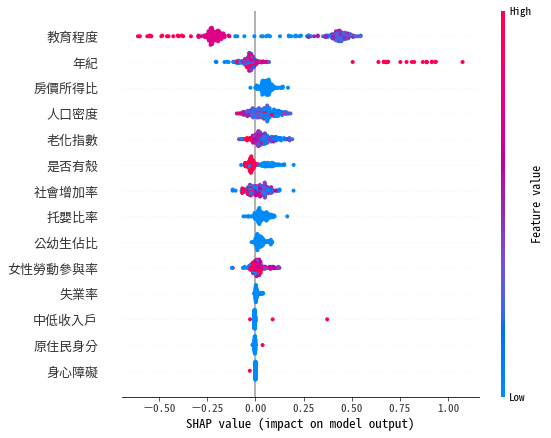 High
教育程度
年紀
房價所得比
人口密度
老化指數
是否有殼
社會增加率
托嬰比率
公幼生佔比
女性勞動參與率
失業率
中低收入戶
原住民身分
身心障礙
Feature value
Low
−0.50 −0.25 0.00 0.25 0.50 0.75 1.00
SHAP value (impact on model output)